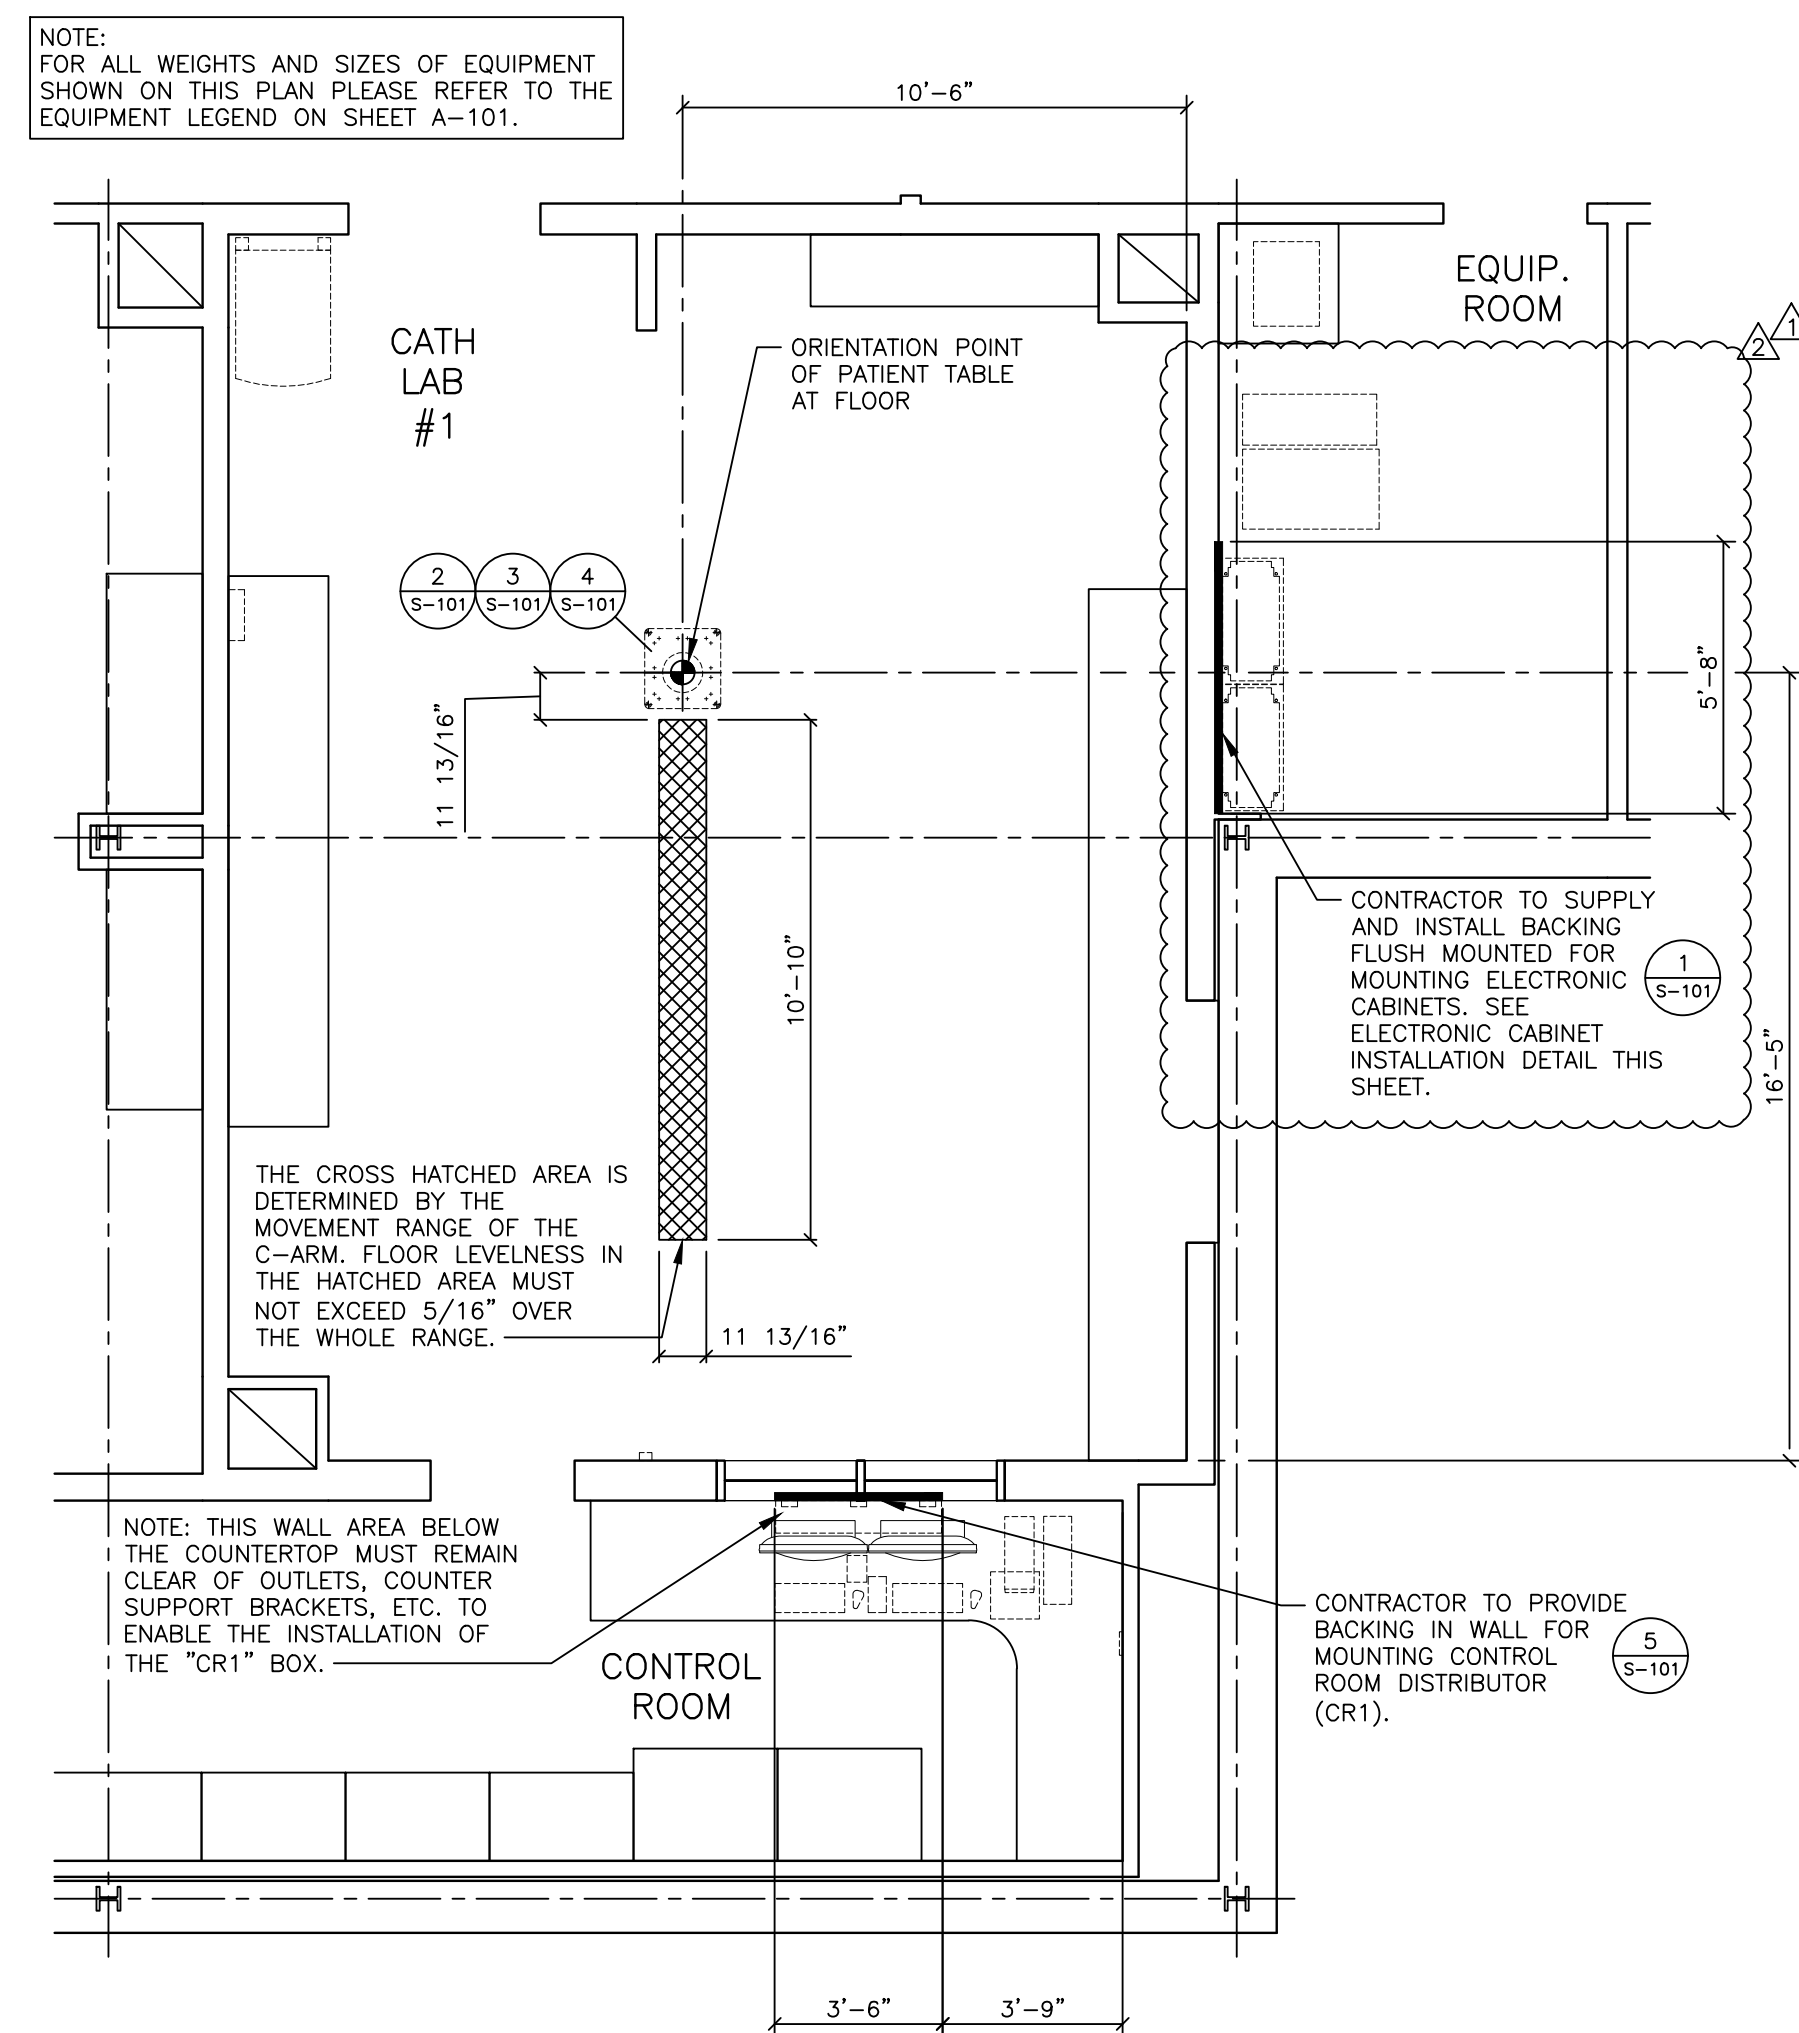 NOTE:
FOR ALL WEIGHTS AND SIZES OF EQUIPMENT
SHOWN ON THIS PLAN PLEASE REFER TO THE
EQUIPMENT LEGEND ON SHEET A-101.
10'-6"
EQUIP.
ROOM
1
2
CATH
LAB
#1
ORIENTATION POINT
OF PATIENT TABLE
AT FLOOR
2
S-101
3
S-101
4
S-101
5'-8"
11 13/16"
10'-10"
CONTRACTOR TO SUPPLY
AND INSTALL BACKING
FLUSH MOUNTED FOR
MOUNTING ELECTRONIC
CABINETS. SEE
ELECTRONIC CABINET
INSTALLATION DETAIL THIS
SHEET.
1
S-101
16'-5"
THE CROSS HATCHED AREA IS
DETERMINED BY THE
MOVEMENT RANGE OF THE
C-ARM. FLOOR LEVELNESS IN
THE HATCHED AREA MUST
NOT EXCEED 5/16" OVER
THE WHOLE RANGE.
11 13/16"
NOTE: THIS WALL AREA BELOW
THE COUNTERTOP MUST REMAIN
CLEAR OF OUTLETS, COUNTER
SUPPORT BRACKETS, ETC. TO
ENABLE THE INSTALLATION OF
THE "CR1" BOX.
CONTROL
ROOM
CONTRACTOR TO PROVIDE
BACKING IN WALL FOR
MOUNTING CONTROL
ROOM DISTRIBUTOR
(CR1).
5
S-101
3'-6"
3'-9"